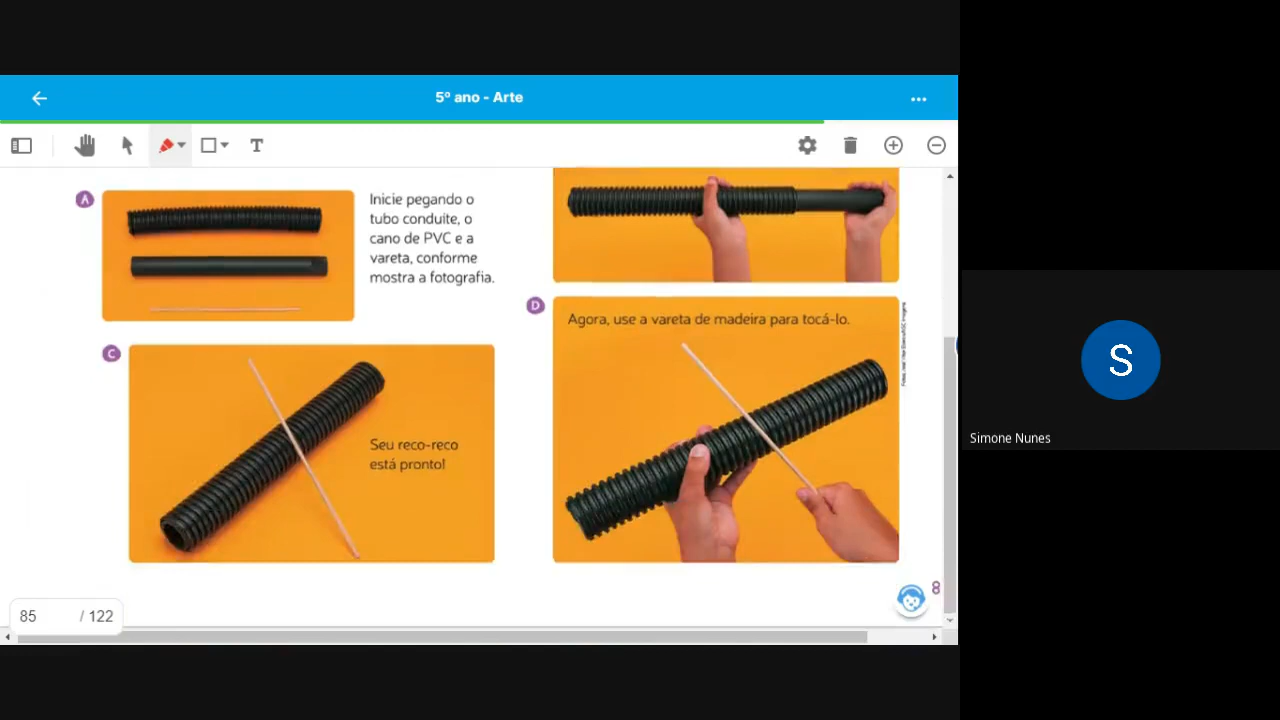 5º ano - Arte
T
A
Inicie pegando o
tubo conduite, o
cano de PVC e a
vareta, conforme
mostra a fotografia.
C
Seu reco-reco
está pronto!
D
Agora, use a vareta de madeira para tocá-lo.
8
85 / 122
S
Simone Nunes